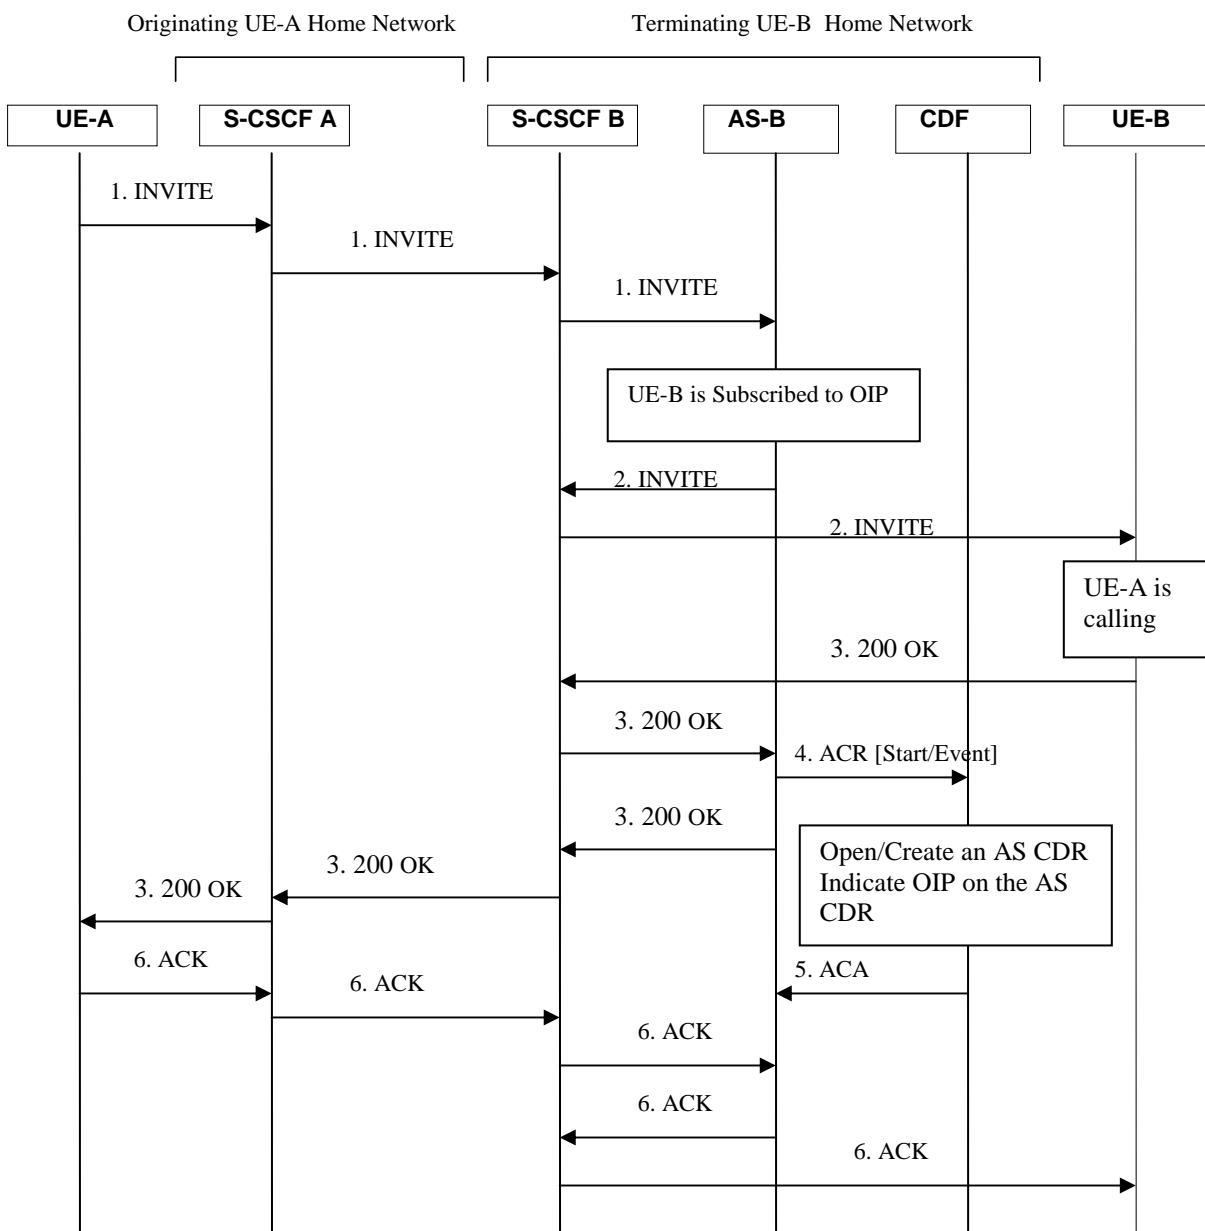 Originating UE-A Home Network
Terminating UE-B  Home Network
UE-A
S-CSCF A
S-CSCF B
AS-B
CDF
UE-B
1. INVITE
1. INVITE
1. INVITE
UE-B is Subscribed to OIP
2. INVITE
2. INVITE
UE-A is
calling
3. 200 OK
3. 200 OK
4. ACR [Start/Event]
3. 200 OK
Open/Create an AS CDR
Indicate OIP on the AS
CDR
3. 200 OK
3. 200 OK
6. ACK
5. ACA
6. ACK
6. ACK
6. ACK
6. ACK